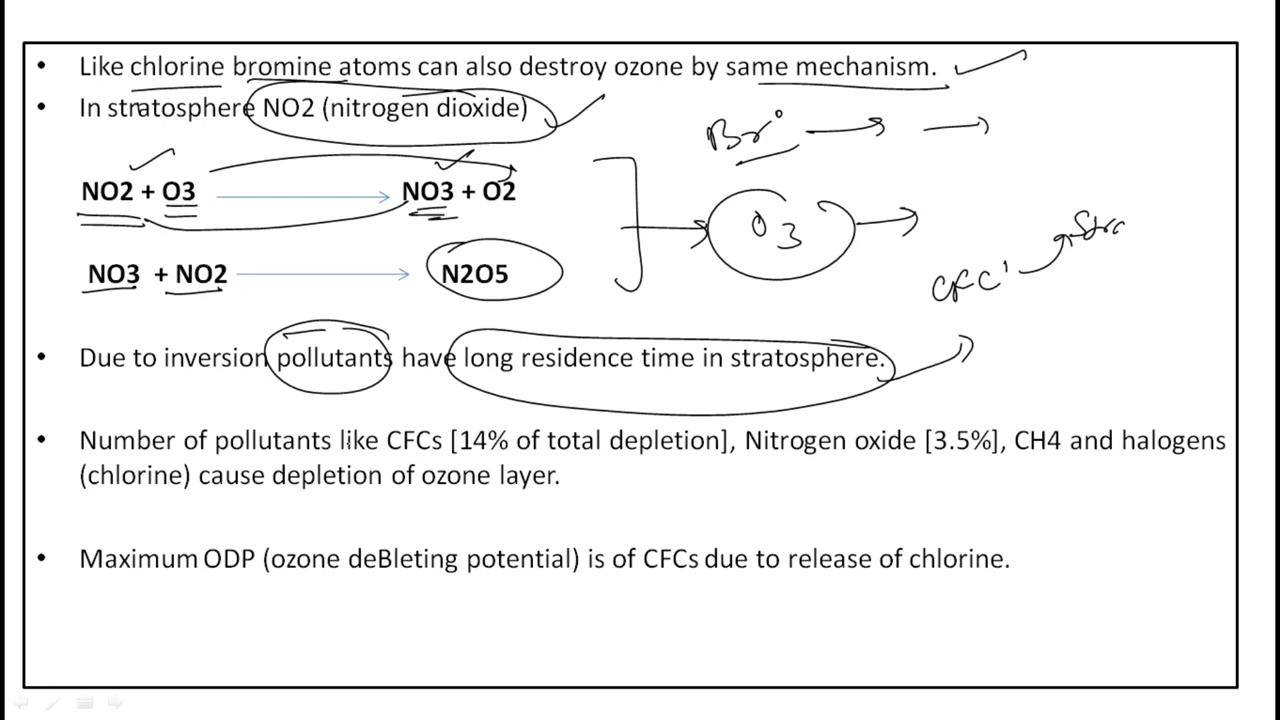 • Like chlorine bromine atoms can also destroy ozone by same mechanism.
• In stratosphere NO2 (nitrogen dioxide)
Br°
NO2 + O3 NO3 + O2
O3
Stra
NO3 + NO2 N2O5
CFC'
• Due to inversion pollutants have long residence time in stratosphere.
• Number of pollutants like CFCs [14% of total depletion], Nitrogen oxide [3.5%], CH4 and halogens
(chlorine) cause depletion of ozone layer.
• Maximum ODP (ozone deBleting potential) is of CFCs due to release of chlorine.